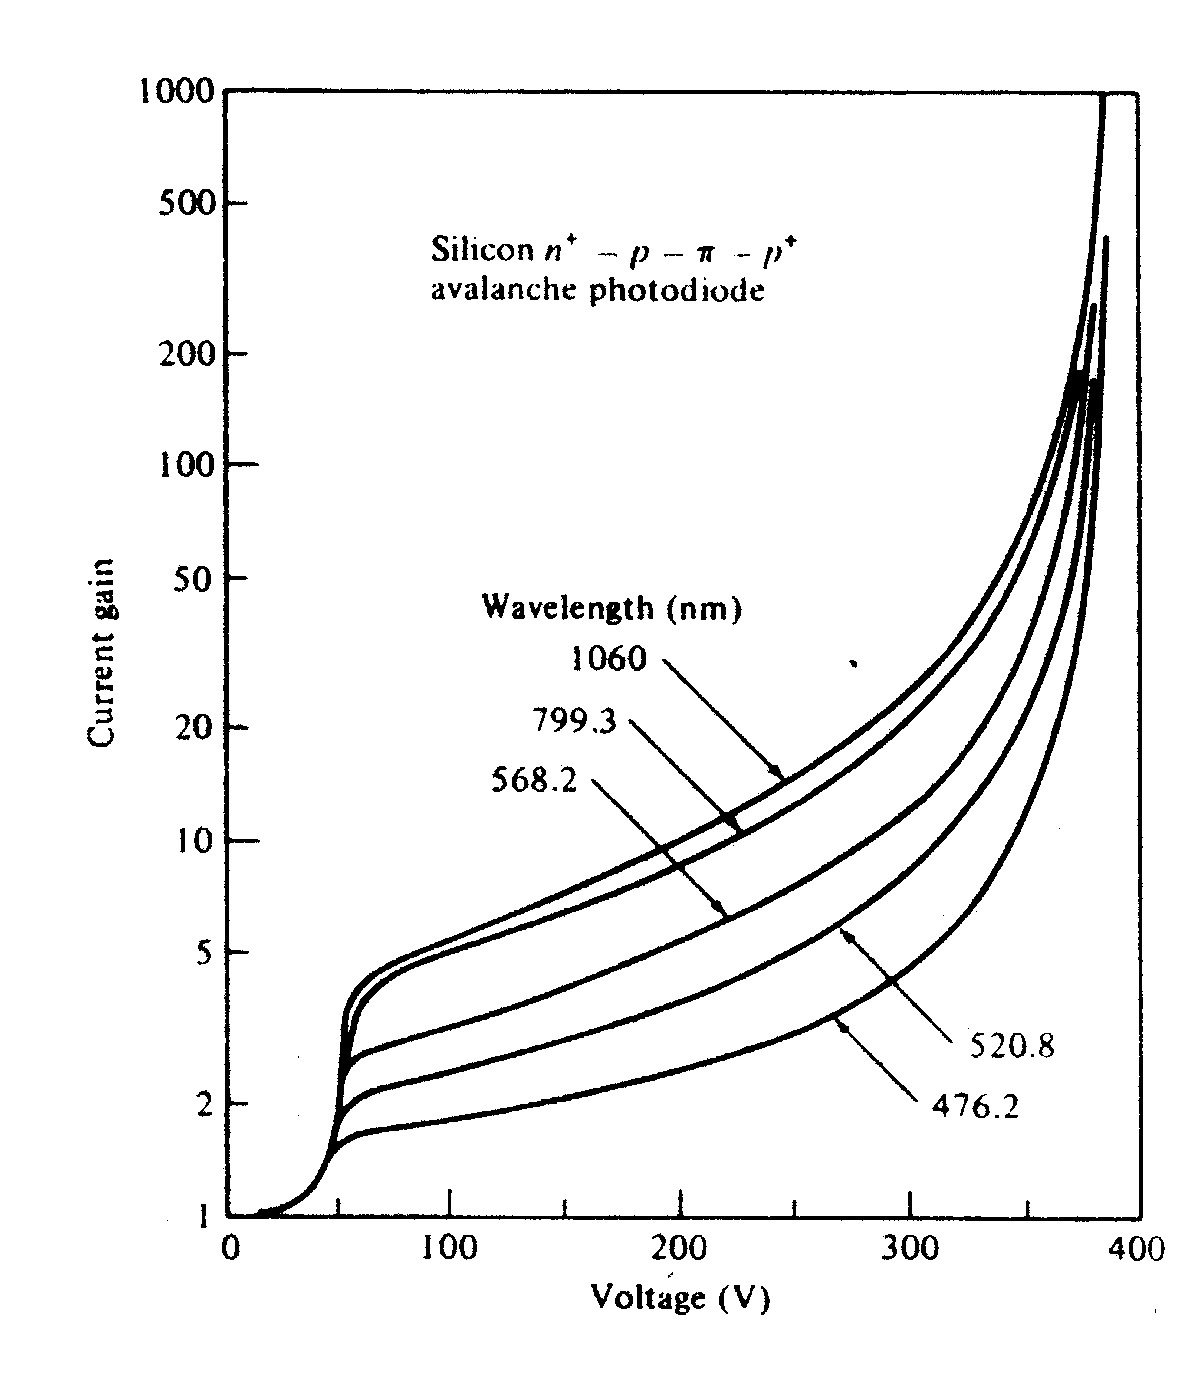 1000
500
Silicon n⁺ – p – π – p⁺
avalanche photodiode
200
100
50
Wavelength (nm)
1060
799.3
568.2
20
10
5
520.8
476.2
2
1
Current gain
0 100 200 300 400
Voltage (V)